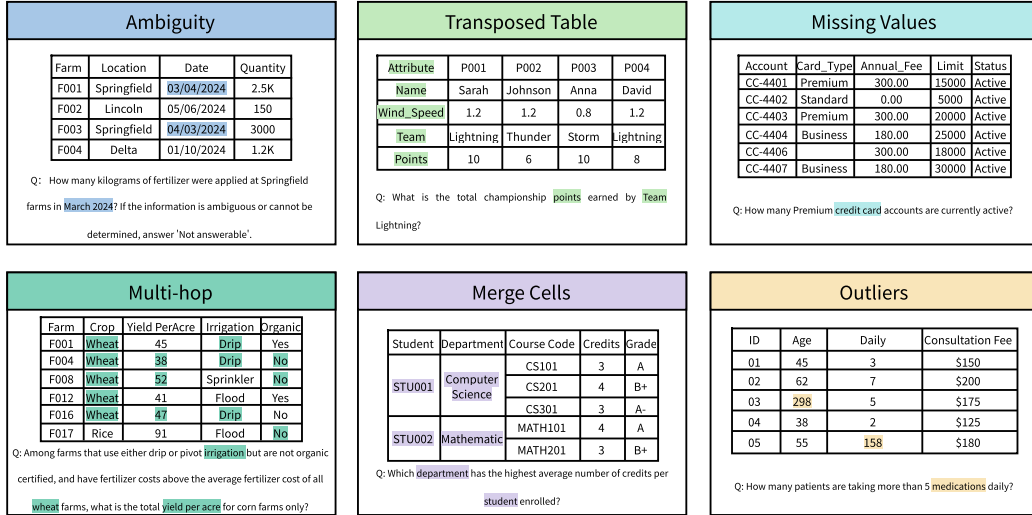 Ambiguity
Farm Location Date Quantity
F001 Springfield 03/04/2024 2.5K
F002 Lincoln 05/06/2024 150
F003 Springfield 04/03/2024 3000
F004 Delta 01/10/2024 1.2K
Q: How many kilograms of fertilizer were applied at Springfield
farms in March 2024? If the information is ambiguous or cannot be
determined, answer 'Not answerable'.
Transposed Table
Attribute P001 P002 P003 P004
Name Sarah Johnson Anna David
Wind_Speed 1.2 1.2 0.8 1.2
Team Lightning Thunder Storm Lightning
Points 10 6 10 8
Q: What is the total championship points earned by Team
Lightning?
Missing Values
Account Card_Type Annual_Fee Limit Status
CC-4401 Premium 300.00 15000 Active
CC-4402 Standard 0.00 5000 Active
CC-4403 Premium 300.00 20000 Active
CC-4404 Business 180.00 25000 Active
CC-4406 300.00 18000 Active
CC-4407 Business 180.00 30000 Active
Q: How many Premium credit card accounts are currently active?
Multi-hop
Farm Crop Yield PerAcre Irrigation Organic
F001 Wheat 45 Drip Yes
F004 Wheat 38 Drip No
F008 Wheat 52 Sprinkler No
F012 Wheat 41 Flood Yes
F016 Wheat 47 Drip No
F017 Rice 91 Flood No
Q: Among farms that use either drip or pivot irrigation but are not organic
certified, and have fertilizer costs above the average fertilizer cost of all
wheat farms, what is the total yield per acre for corn farms only?
Merge Cells
Student Department Course Code Credits Grade
STU001 Computer Science CS101 3 A
CS201 4 B+
CS301 3 A-
STU002 Mathematic MATH101 4 A
MATH201 3 B+
Q: Which department has the highest average number of credits per
student enrolled?
Outliers
ID Age Daily Consultation Fee
01 45 3 $150
02 62 7 $200
03 298 5 $175
04 38 2 $125
05 55 158 $180
Q: How many patients are taking more than 5 medications daily?